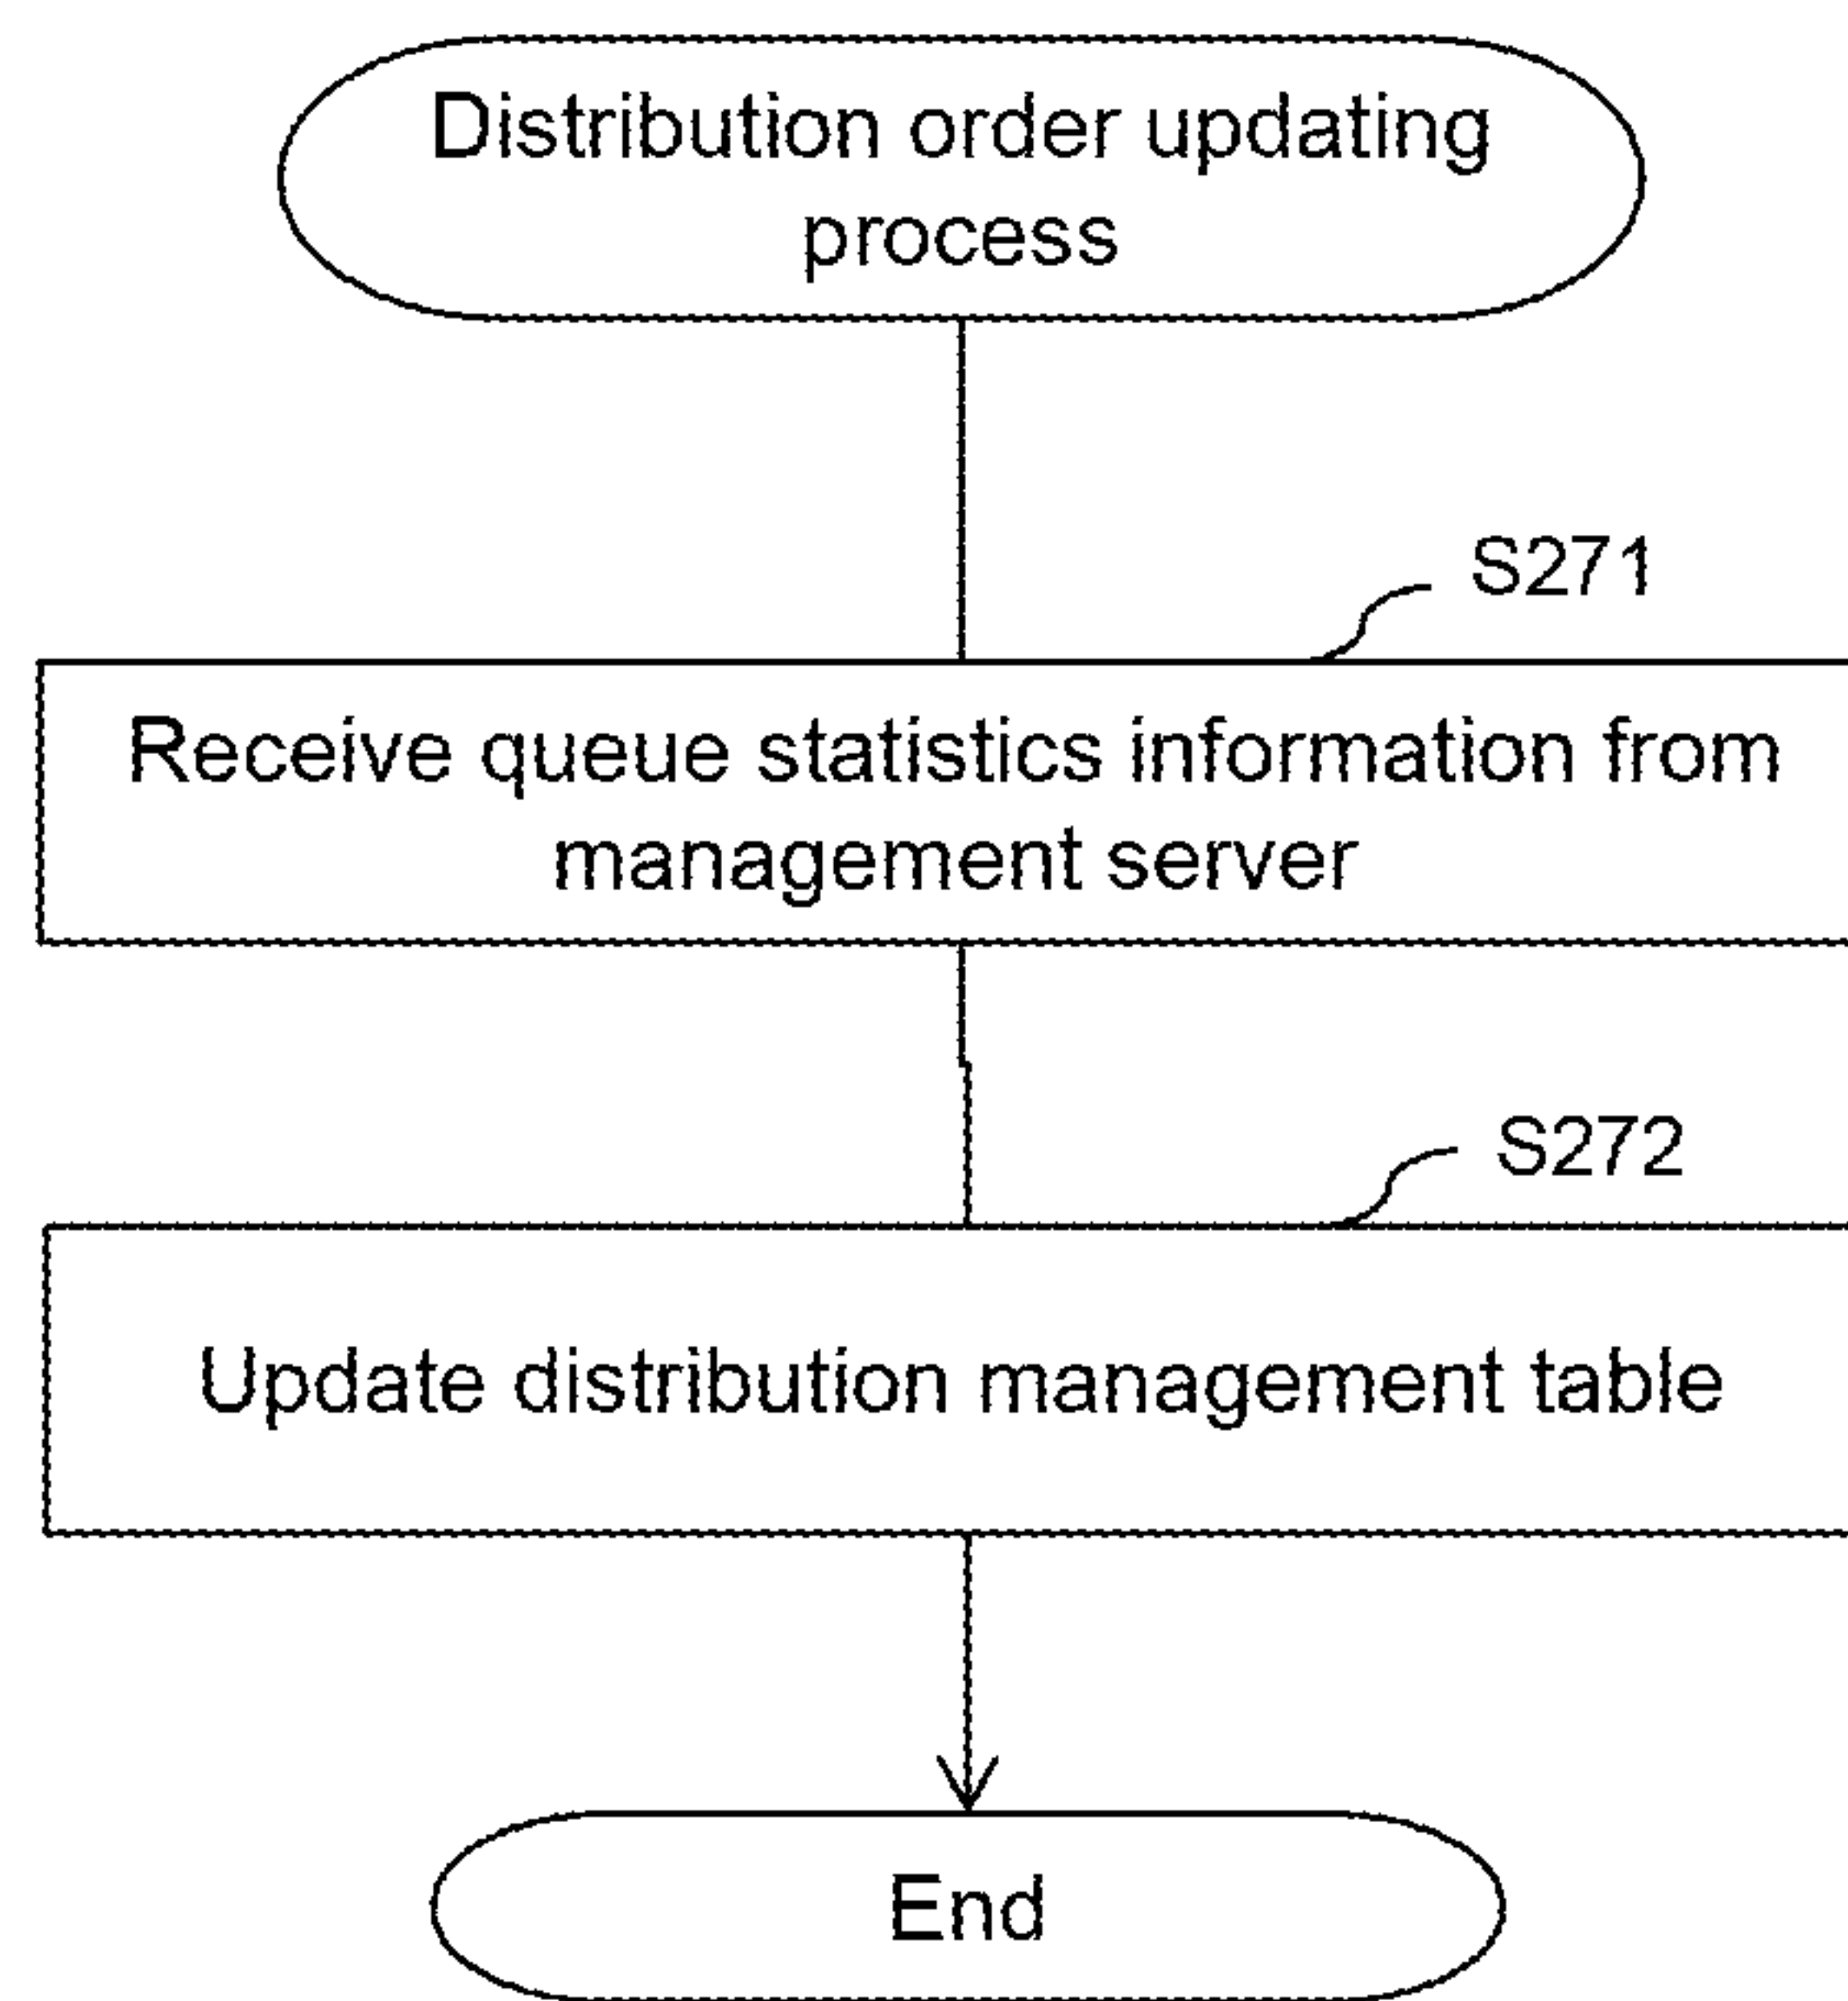 Distribution order updating
process
S271
Receive queue statistics information from
management server
S272
Update distribution management table
End